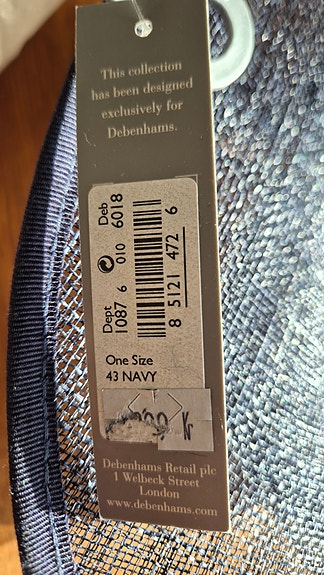 This collection
has been designed
exclusively for
Debenhams.
Dept Deb
1087 6 010 6018
8 5121 472 6
One Size
43 NAVY
Debenhams Retail plc
1 Welbeck Street
London
www.debenhams.com